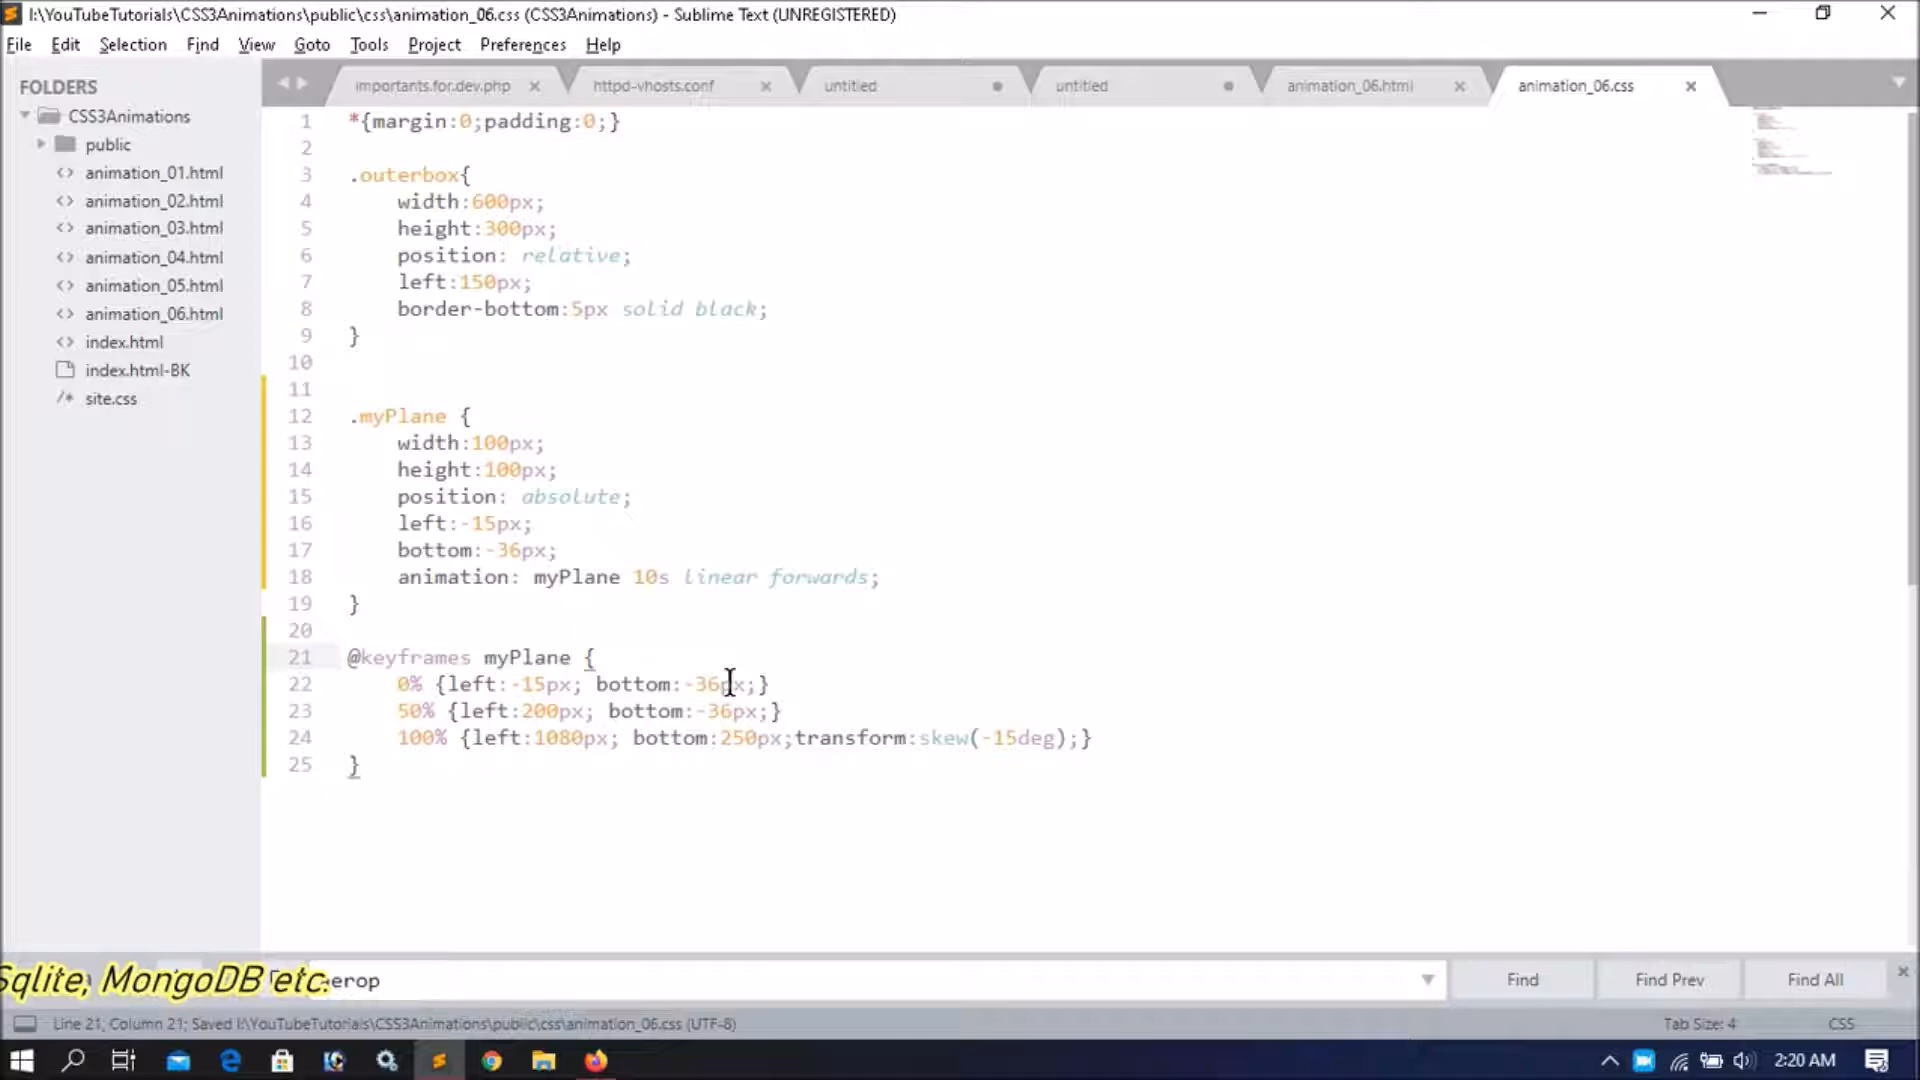 I:\YouTubeTutorials\CSS3Animations\public\css\animation_06.css (CSS3Animations) - Sublime Text (UNREGISTERED)
File Edit Selection Find View Goto Tools Project Preferences Help
FOLDERS
CSS3Animations
public
animation_01.html
animation_02.html
animation_03.html
animation_04.html
animation_05.html
animation_06.html
index.html
index.html-BK
site.css
importants.for.dev.php
httpd-vhosts.conf
untitled
untitled
animation_06.html
animation_06.css
1 *{margin:0;padding:0;}
2
3 .outerbox{
4 width:600px;
5 height:300px;
6 position: relative;
7 left:150px;
8 border-bottom:5px solid black;
9 }
10
11
12 .myPlane {
13 width:100px;
14 height:100px;
15 position: absolute;
16 left:-15px;
17 bottom:-36px;
18 animation: myPlane 10s linear forwards;
19 }
20
21 @keyframes myPlane {
22 0% {left:-15px; bottom:-36px;}
23 50% {left:200px; bottom:-36px;}
24 100% {left:1080px; bottom:250px;transform:skew(-15deg);}
25 }
Sqlite, MongoDB etc.
erop
Find
Find Prev
Find All
Line 21, Column 21; Saved I:\YouTubeTutorials\CSS3Animations\public\css\animation_06.css (UTF-8)
Tab Size: 4
CSS
2:20 AM